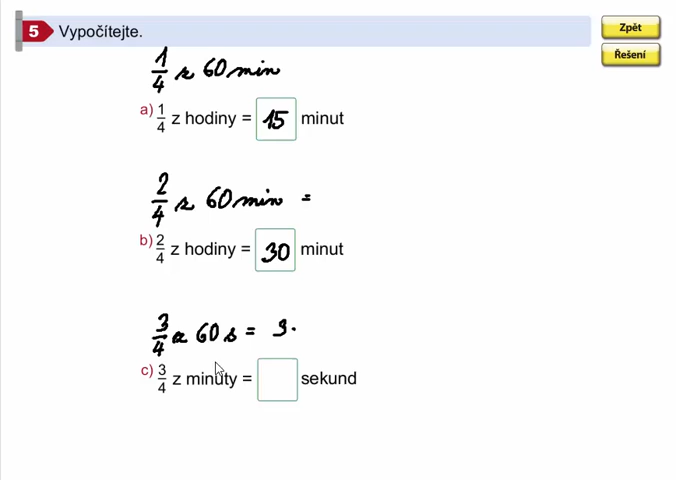 5 Vypočítejte.
Zpět
Řešení
1/4 z 60 min
a) 1/4 z hodiny = 15 minut
2/4 z 60 min =
b) 2/4 z hodiny = 30 minut
3/4 z 60 s = 3.
c) 3/4 z minuty = sekund